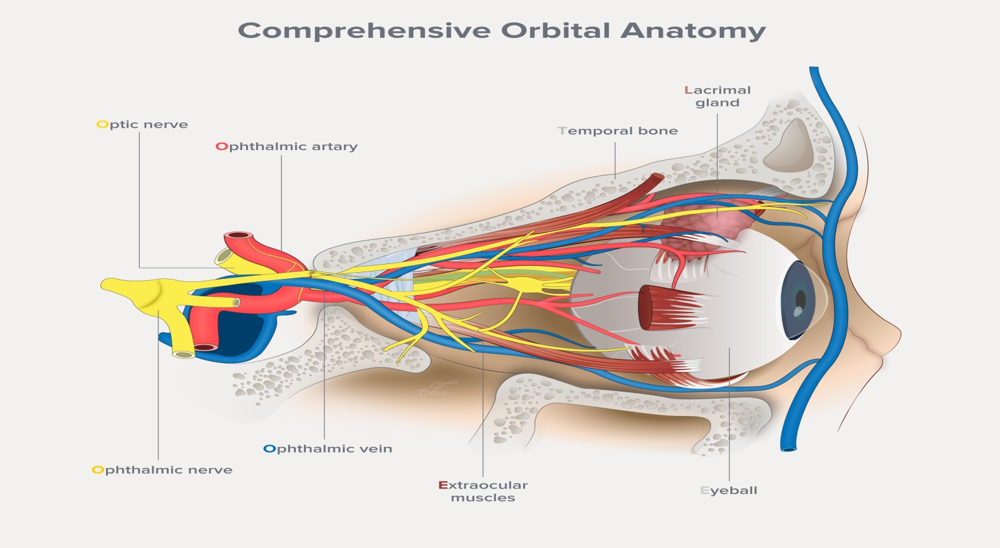 Comprehensive Orbital Anatomy
Lacrimal
gland
Optic nerve
Temporal bone
Ophthalmic artary
Ophthalmic vein
Ophthalmic nerve
Extraocular
muscles
Eyeball